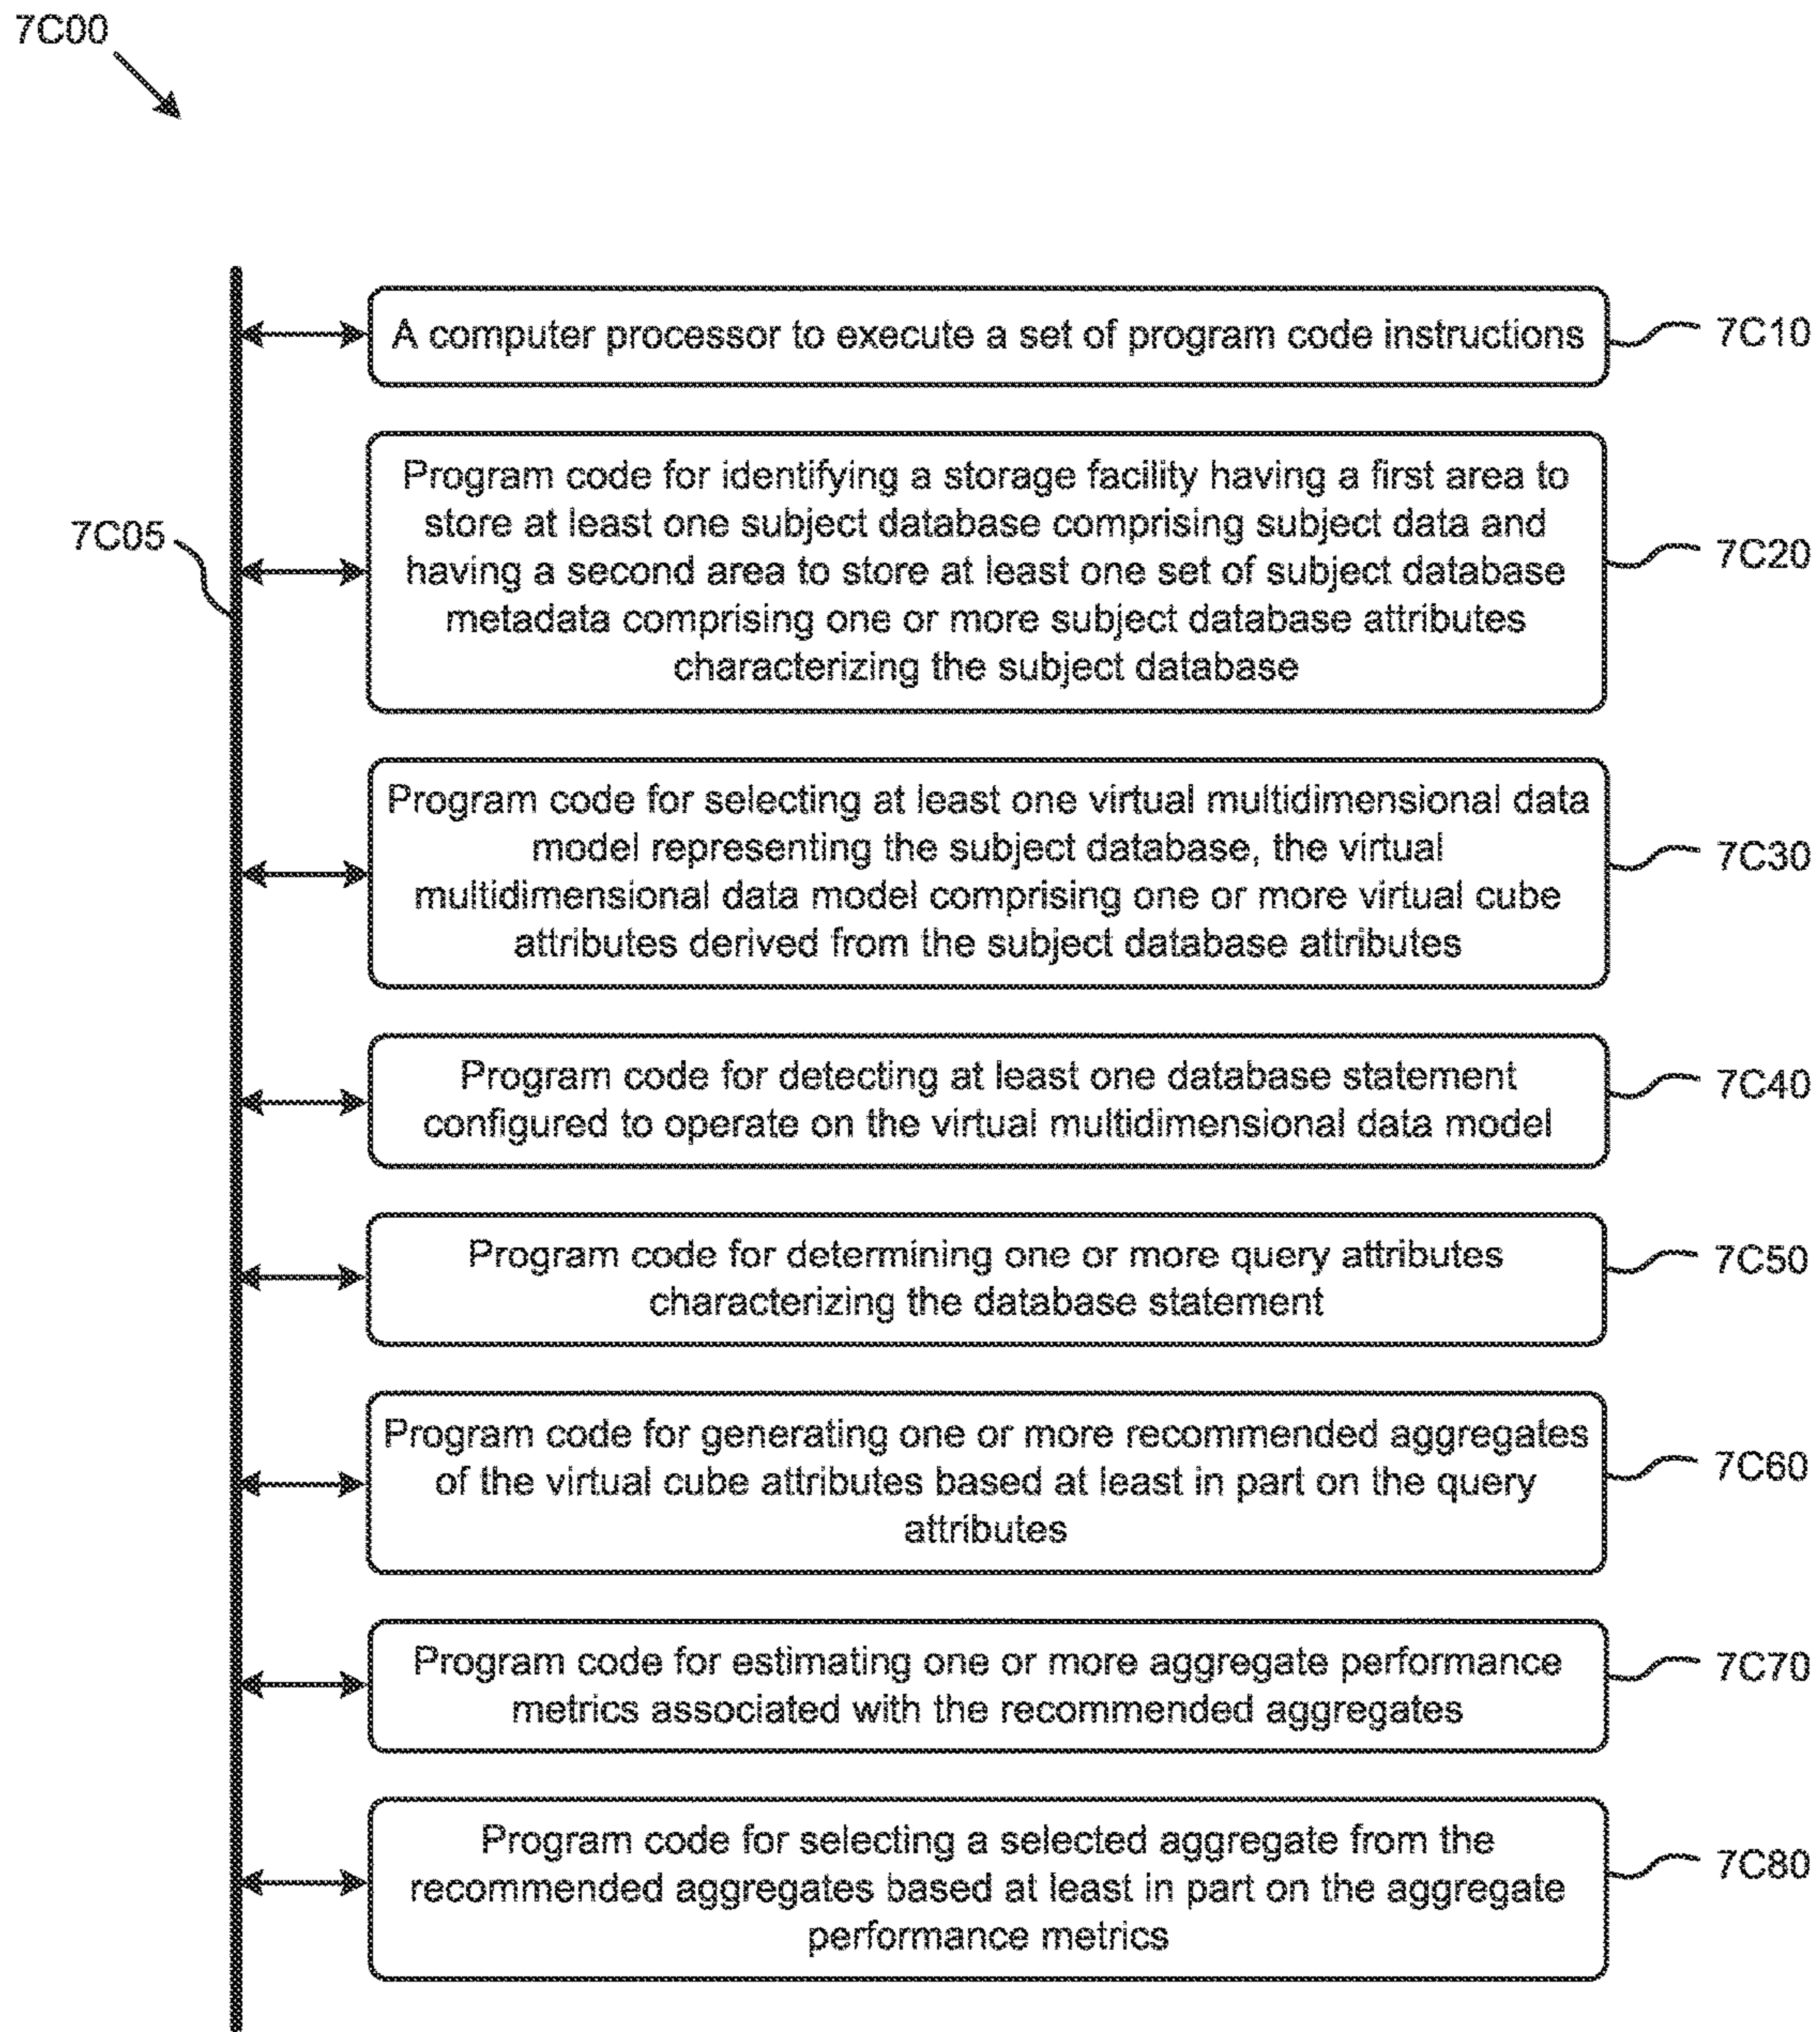 7C00
A computer processor to execute a set of program code instructions
7C10
Program code for identifying a storage facility having a first area to
store at least one subject database comprising subject data and
having a second area to store at least one set of subject database
metadata comprising one or more subject database attributes
characterizing the subject database
7C05
7C20
Program code for selecting at least one virtual multidimensional data
model representing the subject database, the virtual
multidimensional data model comprising one or more virtual cube
attributes derived from the subject database attributes
7C30
Program code for detecting at least one database statement
configured to operate on the virtual multidimensional data model
7C40
Program code for determining one or more query attributes
characterizing the database statement
7C50
Program code for generating one or more recommended aggregates
of the virtual cube attributes based at least in part on the query
attributes
7C60
Program code for estimating one or more aggregate performance
metrics associated with the recommended aggregates
7C70
Program code for selecting a selected aggregate from the
recommended aggregates based at least in part on the aggregate
performance metrics
7C80